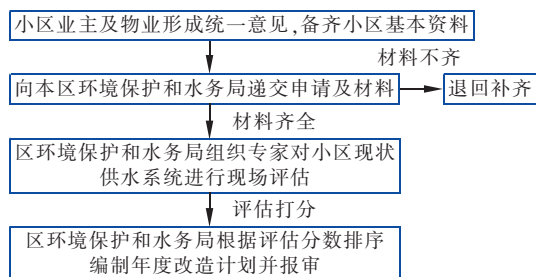 小区业主及物业形成统一意见,备齐小区基本资料
材料不齐
向本区环境保护和水务局递交申请及材料
退回补齐
材料齐全
区环境保护和水务局组织专家对小区现状
供水系统进行现场评估
评估打分
区环境保护和水务局根据评估分数排序
编制年度改造计划并报审